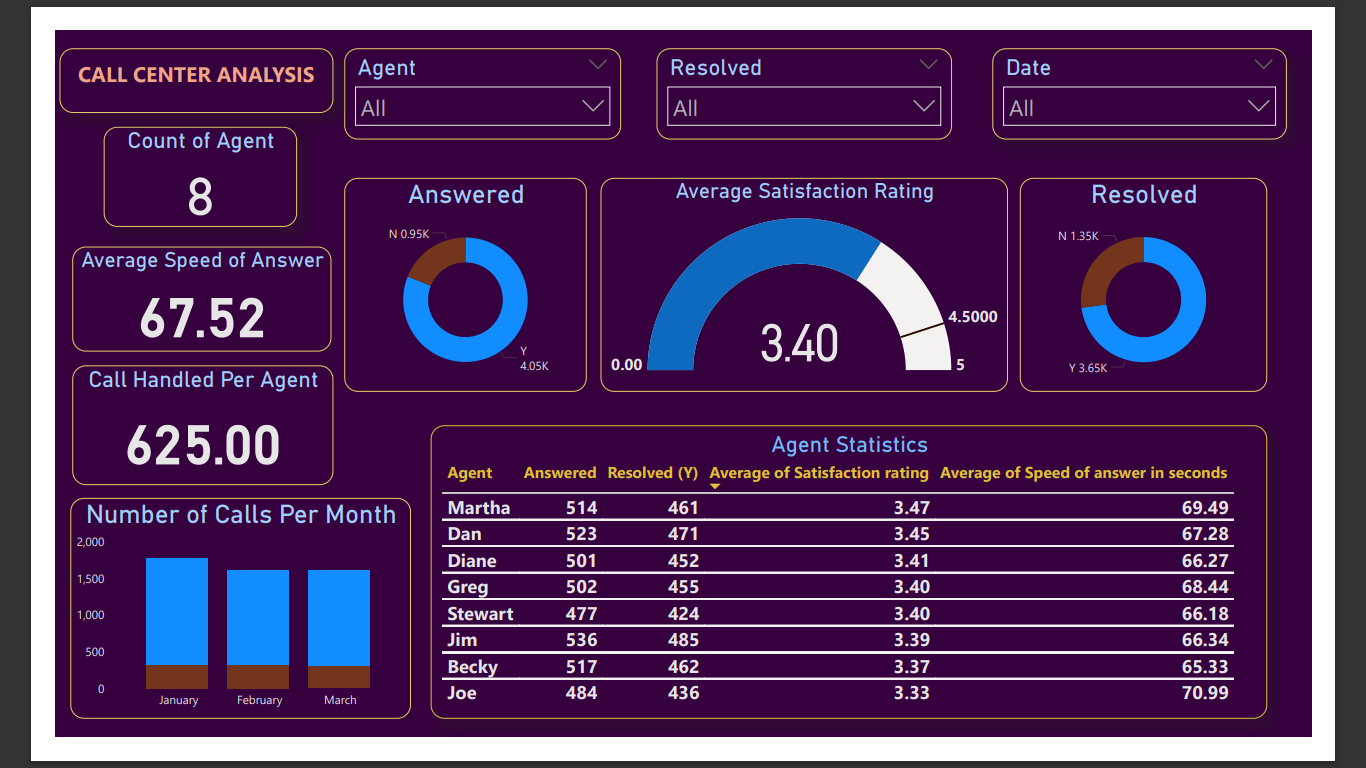 CALL CENTER ANALYSIS
Agent
All
Resolved
All
Date
All
Count of Agent
8
Average Speed of Answer
67.52
Call Handled Per Agent
625.00
Answered
N 0.95K
Y
4.05K
Average Satisfaction Rating
0.00
3.40
4.5000
5
Resolved
N 1.35K
Y 3.65K
Number of Calls Per Month
2,000
1,500
1,000
500
0
January February March
Agent Statistics
Agent Answered Resolved (Y) Average of Satisfaction rating Average of Speed of answer in seconds
Martha 514 461 3.47 69.49
Dan 523 471 3.45 67.28
Diane 501 452 3.41 66.27
Greg 502 455 3.40 68.44
Stewart 477 424 3.40 66.18
Jim 536 485 3.39 66.34
Becky 517 462 3.37 65.33
Joe 484 436 3.33 70.99